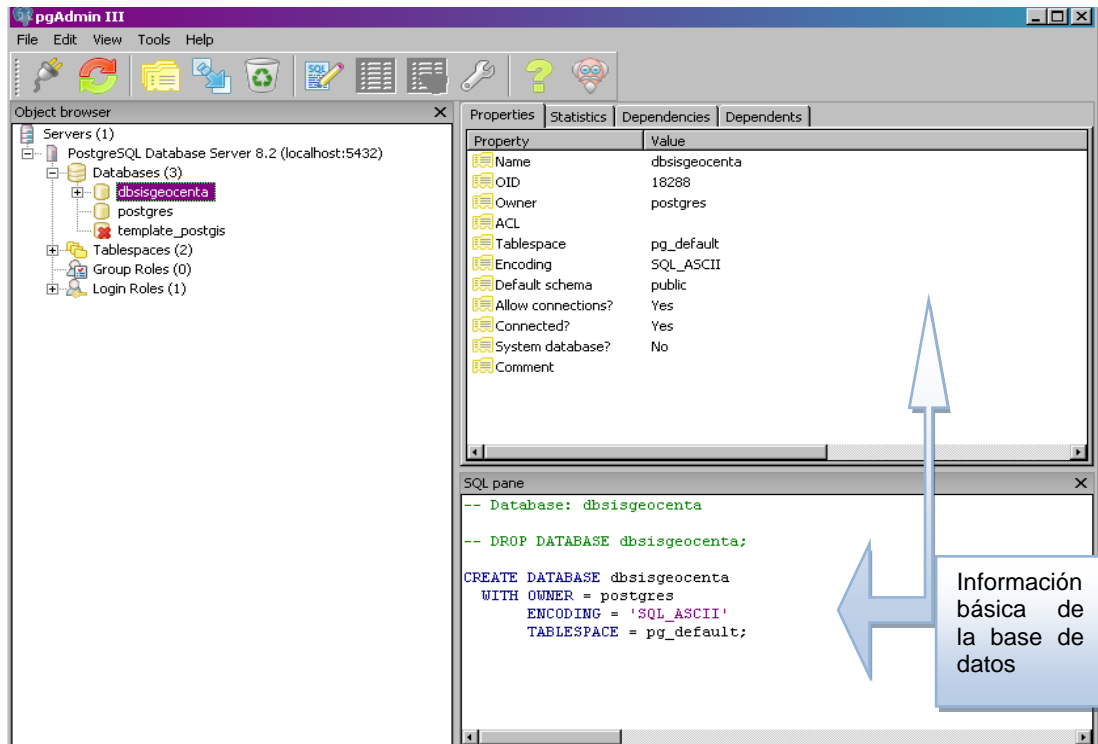 pgAdmin III
File Edit View Tools Help
SQL
Object browser
Servers (1)
PostgreSQL Database Server 8.2 (localhost:5432)
Databases (3)
dbsisgeocenta
postgres
template_postgis
Tablespaces (2)
Group Roles (0)
Login Roles (1)
Properties Statistics Dependencies Dependents
Property Value
Name dbsisgeocenta
OID 18288
Owner postgres
ACL
Tablespace pg_default
Encoding SQL_ASCII
Default schema public
Allow connections? Yes
Connected? Yes
System database? No
Comment
SQL pane
-- Database: dbsisgeocenta
-- DROP DATABASE dbsisgeocenta;
CREATE DATABASE dbsisgeocenta
WITH OWNER = postgres
ENCODING = 'SQL_ASCII'
TABLESPACE = pg_default;
Información
básica de
la base de
datos